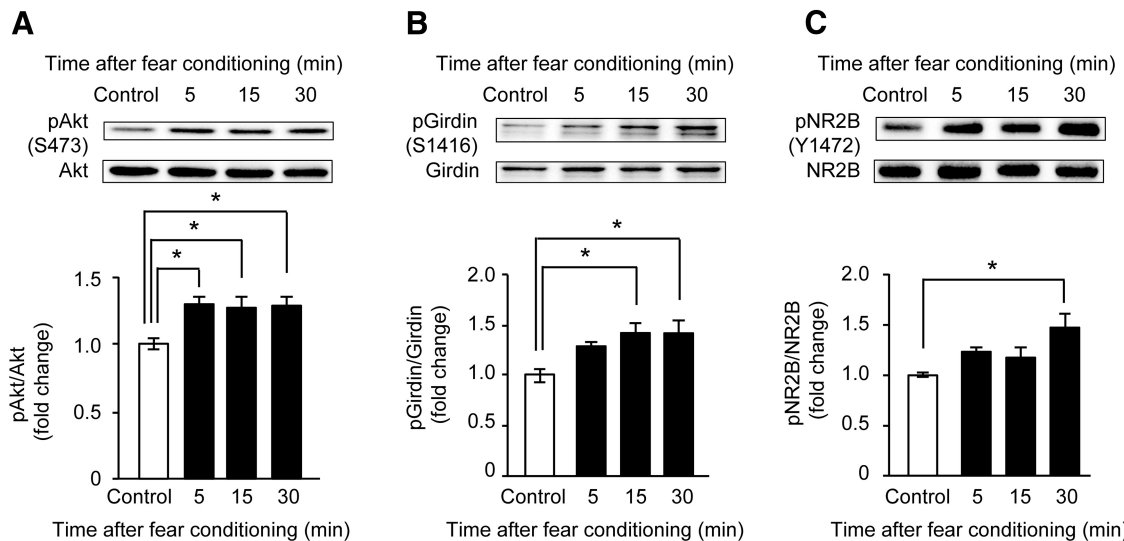 A
Time after fear conditioning (min)
Control 5 15 30
pAkt
(S473)
Akt
*
*
*
1.5
1.0
0.5
0
pAkt/Akt
(fold change)
Control 5 15 30
Time after fear conditioning (min)
B
Time after fear conditioning (min)
Control 5 15 30
pGirdin
(S1416)
Girdin
*
*
2.0
1.5
1.0
0.5
0
pGirdin/Girdin
(fold change)
Control 5 15 30
Time after fear conditioning (min)
C
Time after fear conditioning (min)
Control 5 15 30
pNR2B
(Y1472)
NR2B
*
2.0
1.5
1.0
0.5
0
pNR2B/NR2B
(fold change)
Control 5 15 30
Time after fear conditioning (min)